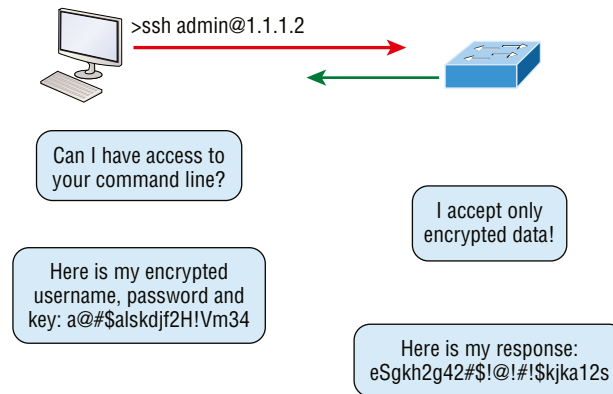 >ssh admin@1.1.1.2
Can I have access to
your command line?
I accept only
encrypted data!
Here is my encrypted
username, password and
key: a@#$alskdjf2H!Vm34
Here is my response:
eSgkh2g42#$!@!#!$kjka12s